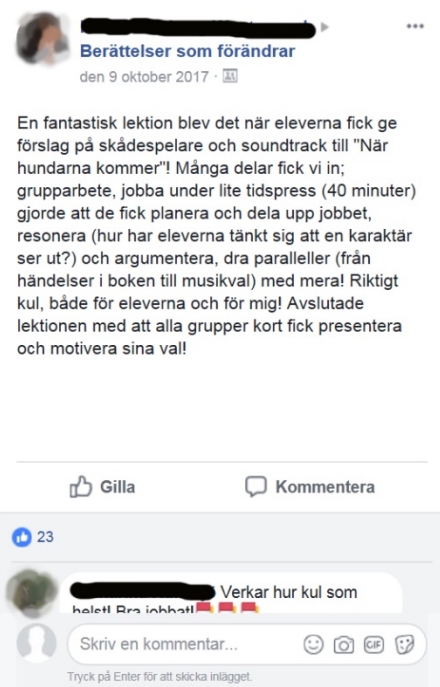 Berättelser som förändrar
den 9 oktober 2017 ·
En fantastisk lektion blev det när eleverna fick ge
förslag på skådespelare och soundtrack till "När
hundarna kommer"! Många delar fick vi in;
grupparbete, jobba under lite tidspress (40 minuter)
gjorde att de fick planera och dela upp jobbet,
resonera (hur har eleverna tänkt sig att en karaktär
ser ut?) och argumentera, dra paralleller (från
händelser i boken till musikval) med mera! Riktigt
kul, både för eleverna och för mig! Avslutade
lektionen med att alla grupper kort fick presentera
och motivera sina val!
Gilla Kommentera
23
Verkar hur kul som
helst! Bra jobbat!
Skriv en kommentar... GIF
Tryck på Enter för att skicka inlägget.